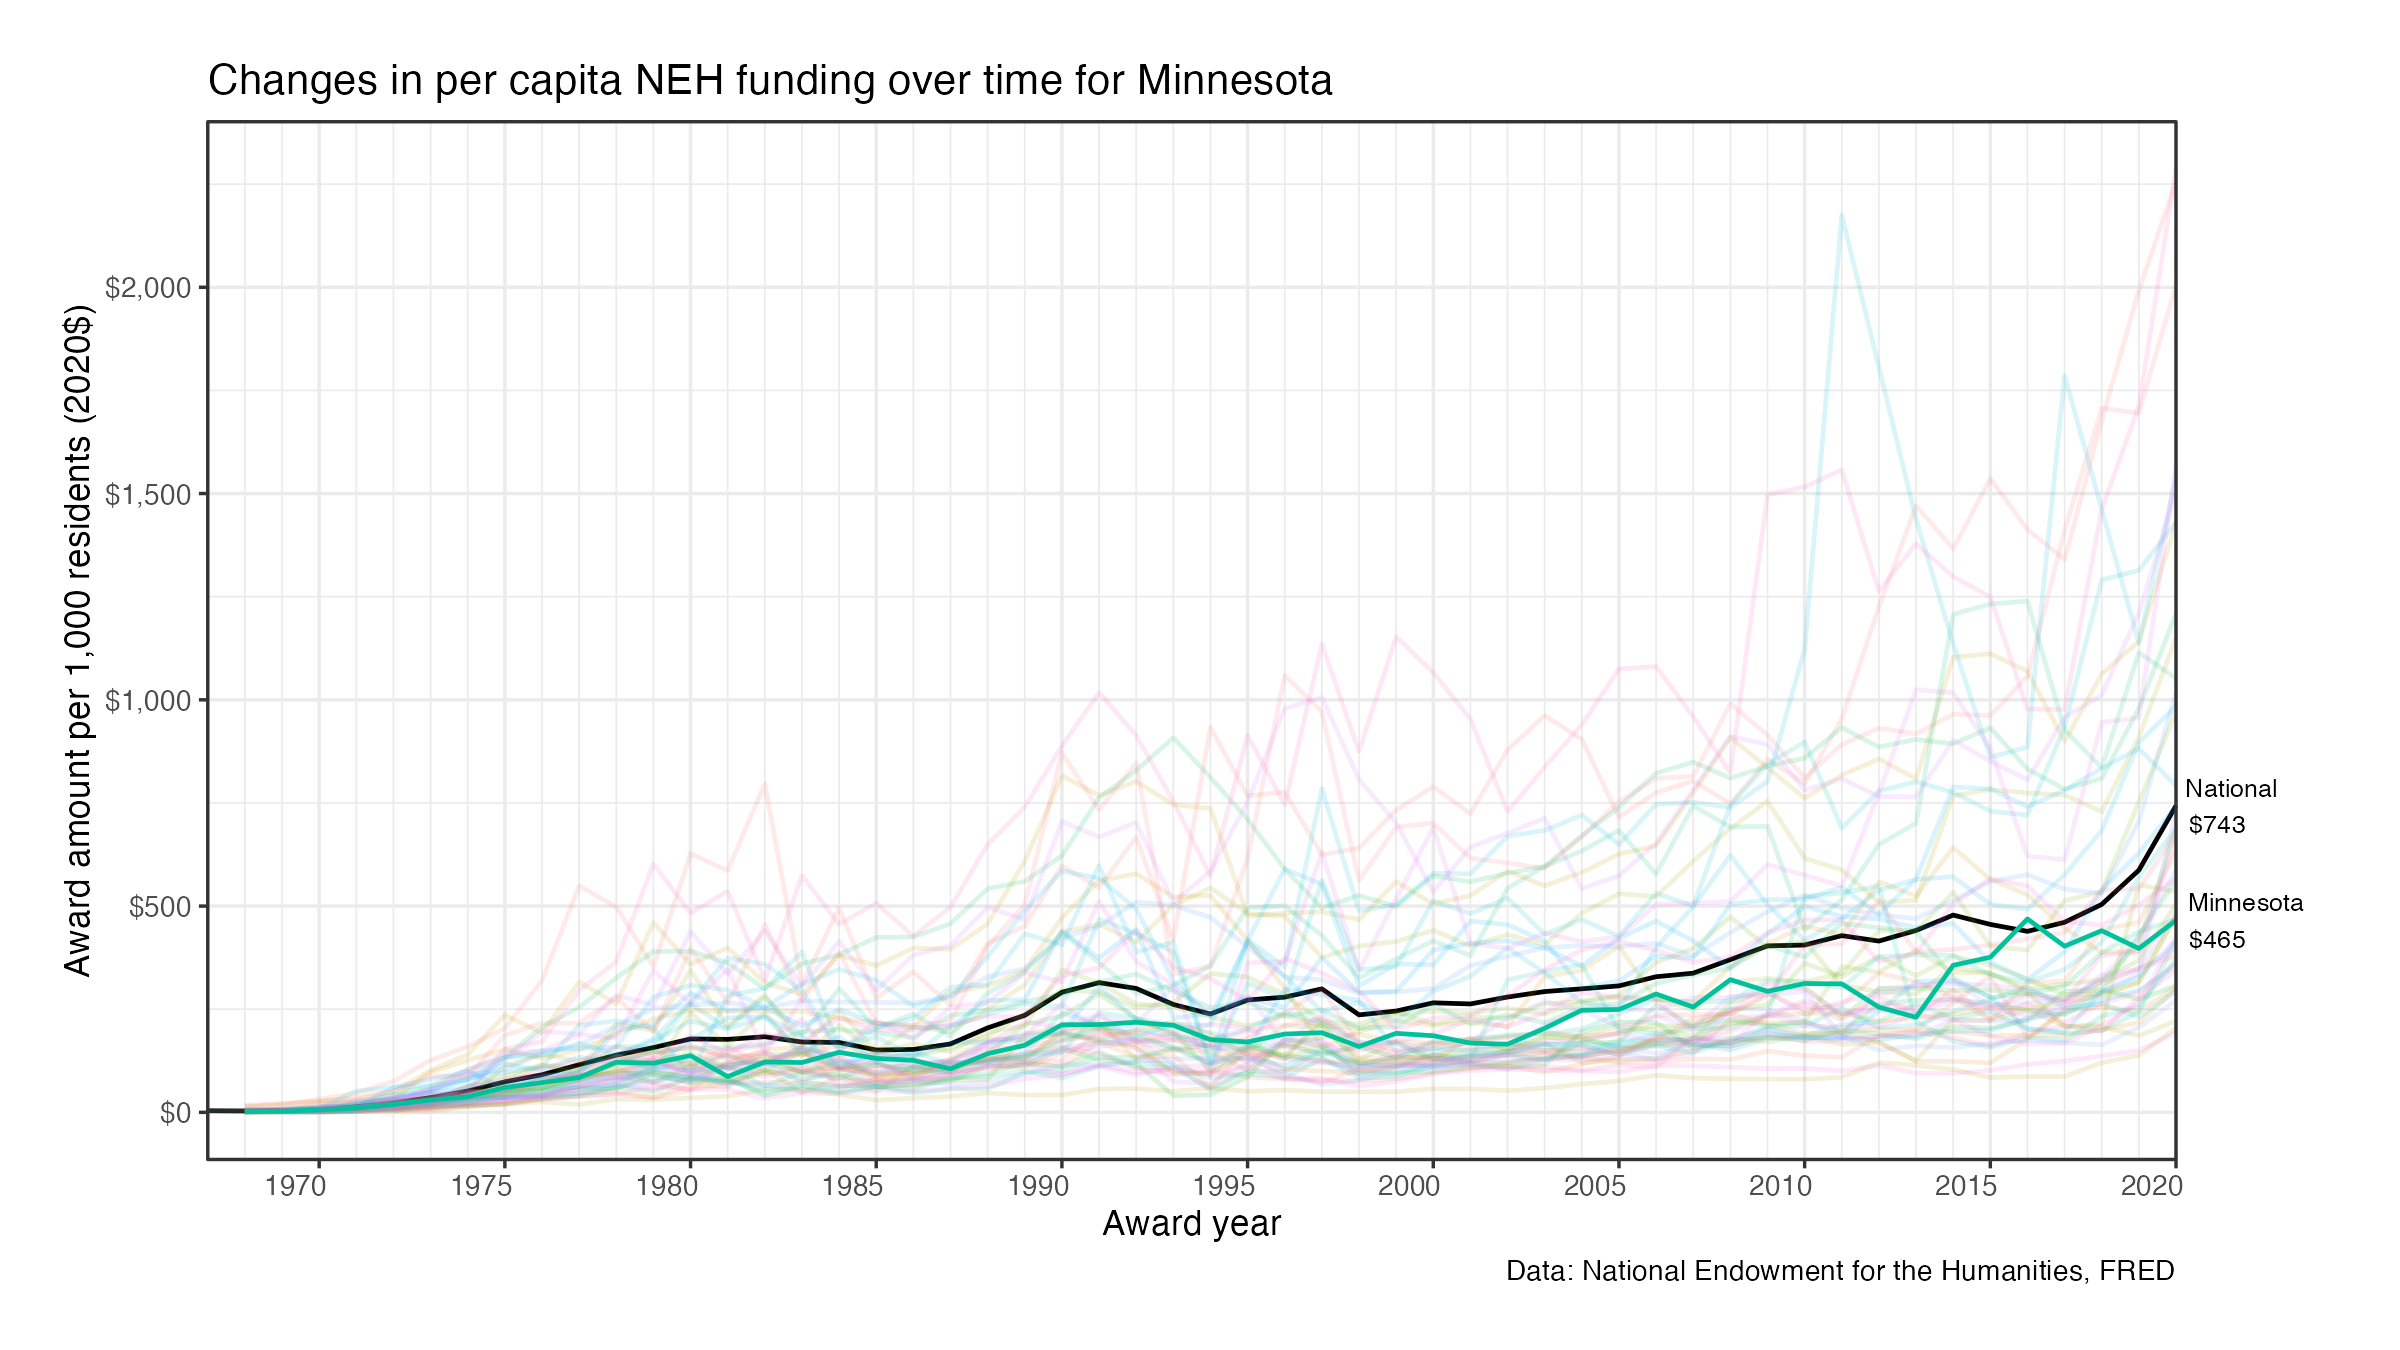 Changes in per capita NEH funding over time for Minnesota
Award amount per 1,000 residents (2020$)
$2,000
$1,500
$1,000
$500
$0
National
$743
Minnesota
$465
1970 1975 1980 1985 1990 1995 2000 2005 2010 2015 2020
Award year
Data: National Endowment for the Humanities, FRED